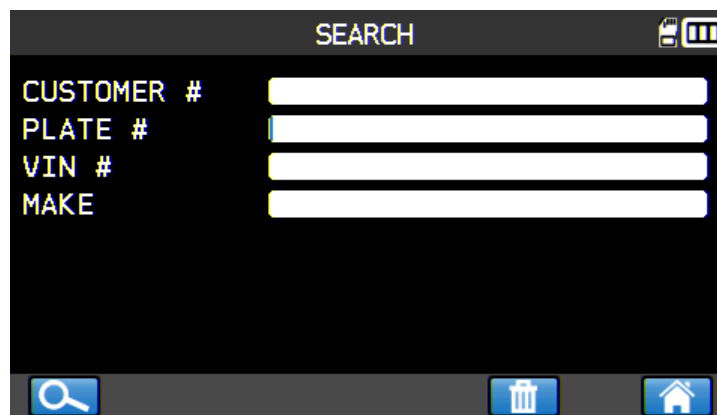 SEARCH
CUSTOMER #
PLATE #
VIN #
MAKE